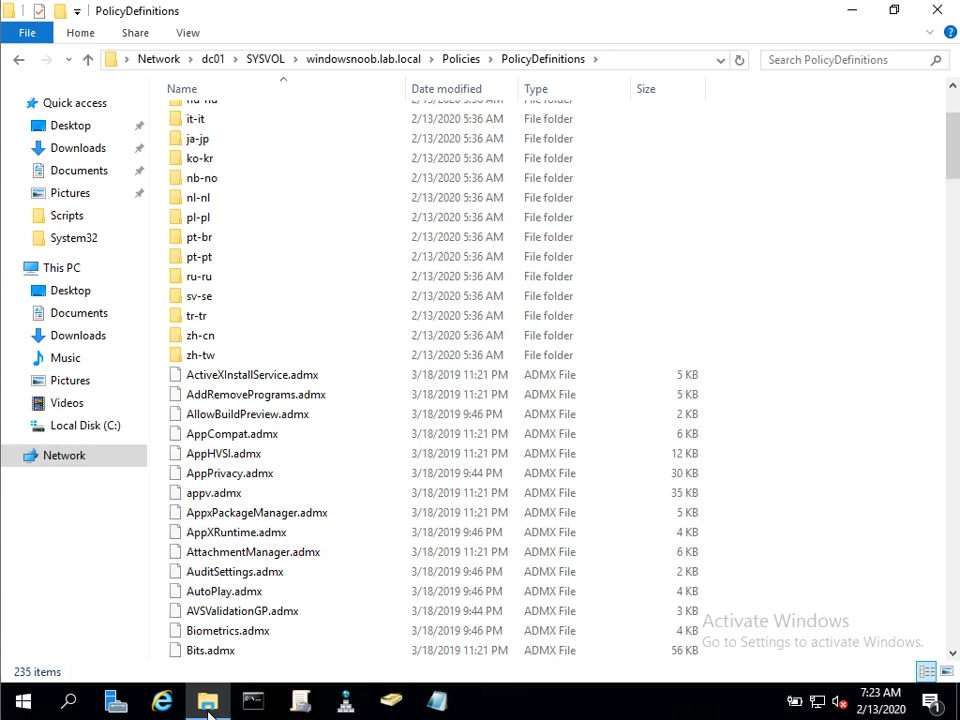 PolicyDefinitions
File Home Share View
Network dc01 SYSVOL windowsnoob.lab.local Policies PolicyDefinitions
Search PolicyDefinitions
Name Date modified Type Size
Quick access
Desktop
Downloads
Documents
Pictures
Scripts
System32
This PC
Desktop
Documents
Downloads
Music
Pictures
Videos
Local Disk (C:)
Network
it-it 2/13/2020 5:36 AM File folder
ja-jp 2/13/2020 5:36 AM File folder
ko-kr 2/13/2020 5:36 AM File folder
nb-no 2/13/2020 5:36 AM File folder
nl-nl 2/13/2020 5:36 AM File folder
pl-pl 2/13/2020 5:36 AM File folder
pt-br 2/13/2020 5:36 AM File folder
pt-pt 2/13/2020 5:36 AM File folder
ru-ru 2/13/2020 5:36 AM File folder
sv-se 2/13/2020 5:36 AM File folder
tr-tr 2/13/2020 5:36 AM File folder
zh-cn 2/13/2020 5:36 AM File folder
zh-tw 2/13/2020 5:36 AM File folder
ActiveXInstallService.admx 3/18/2019 11:21 PM ADMX File 5 KB
AddRemovePrograms.admx 3/18/2019 11:21 PM ADMX File 5 KB
AllowBuildPreview.admx 3/18/2019 9:46 PM ADMX File 2 KB
AppCompat.admx 3/18/2019 11:21 PM ADMX File 6 KB
AppHVSI.admx 3/18/2019 11:21 PM ADMX File 12 KB
AppPrivacy.admx 3/18/2019 9:44 PM ADMX File 30 KB
appv.admx 3/18/2019 11:21 PM ADMX File 35 KB
AppxPackageManager.admx 3/18/2019 11:21 PM ADMX File 5 KB
AppXRuntime.admx 3/18/2019 9:46 PM ADMX File 4 KB
AttachmentManager.admx 3/18/2019 11:21 PM ADMX File 6 KB
AuditSettings.admx 3/18/2019 9:46 PM ADMX File 2 KB
AutoPlay.admx 3/18/2019 9:46 PM ADMX File 4 KB
AVSValidationGP.admx 3/18/2019 9:44 PM ADMX File 3 KB
Biometrics.admx 3/18/2019 9:46 PM ADMX File 4 KB
Bits.admx 3/18/2019 11:21 PM ADMX File 56 KB
Activate Windows
Go to Settings to activate Windows.
235 items
7:23 AM
2/13/2020
1